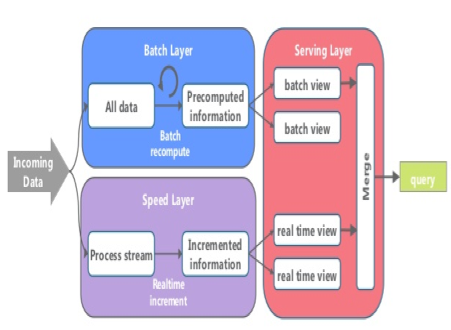 Batch Layer
All data
Precomputed
information
Batch
recompute
Incoming
Data
Speed Layer
Process stream
Incremented
information
Realtime
increment
Serving Layer
batch view
batch view
real time view
real time view
Merge
query